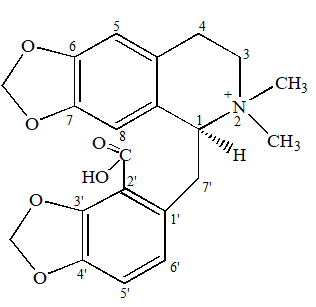 5 4
O 6 3
O 7 1 N + 2 CH3
8 CH3
O C H
HO 7'
2'
O 3' 1'
O 4' 6'
5'